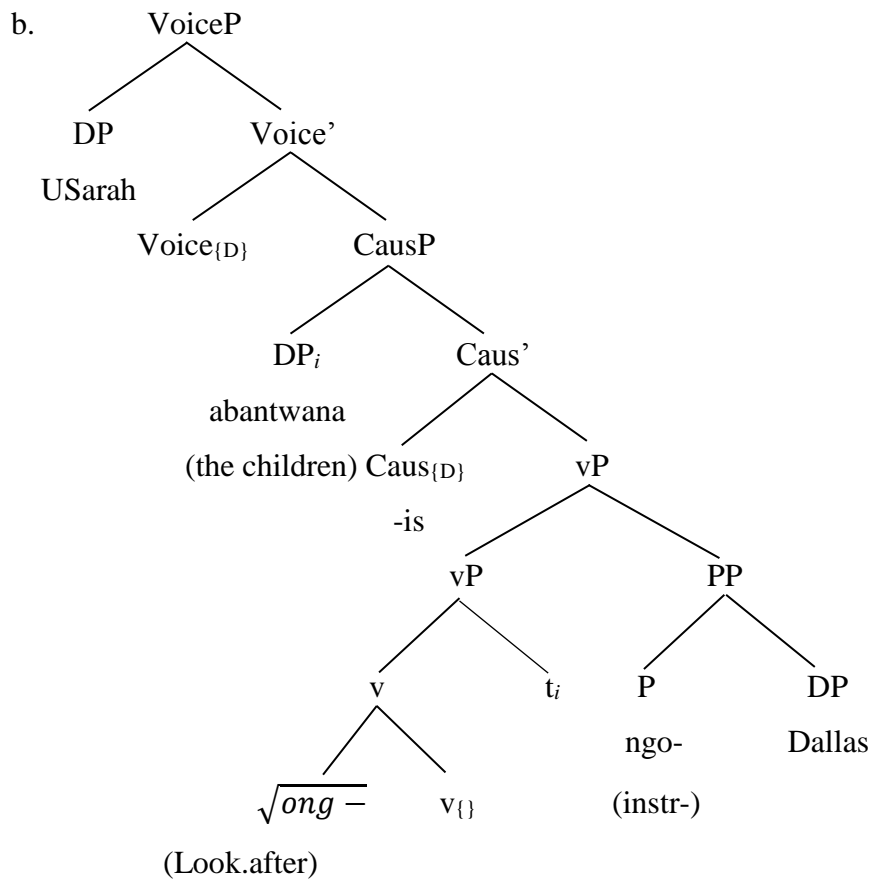 b. VoiceP
DP Voice’
USarah
Voice{D} CausP
DPi Caus’
abantwana
(the children) Caus{D} vP
-is
vP PP
v ti P DP
ngo- Dallas
√ong − v{} (instr-)
(Look.after)